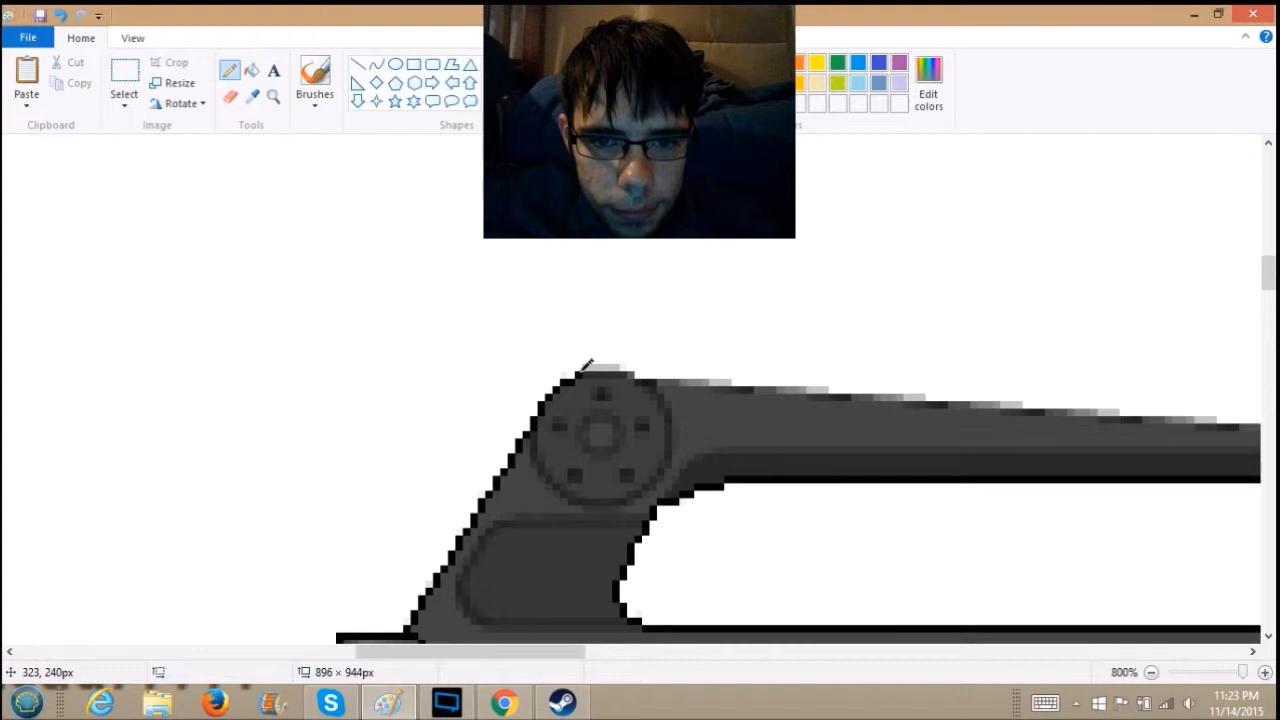 File Home View
Paste
Cut
Copy
Clipboard
Select
Crop
Resize
Rotate
Image
A
Tools
Brushes
Shapes
Edit
colors
323, 240px
896 × 944px
800%
11:23 PM
11/14/2015